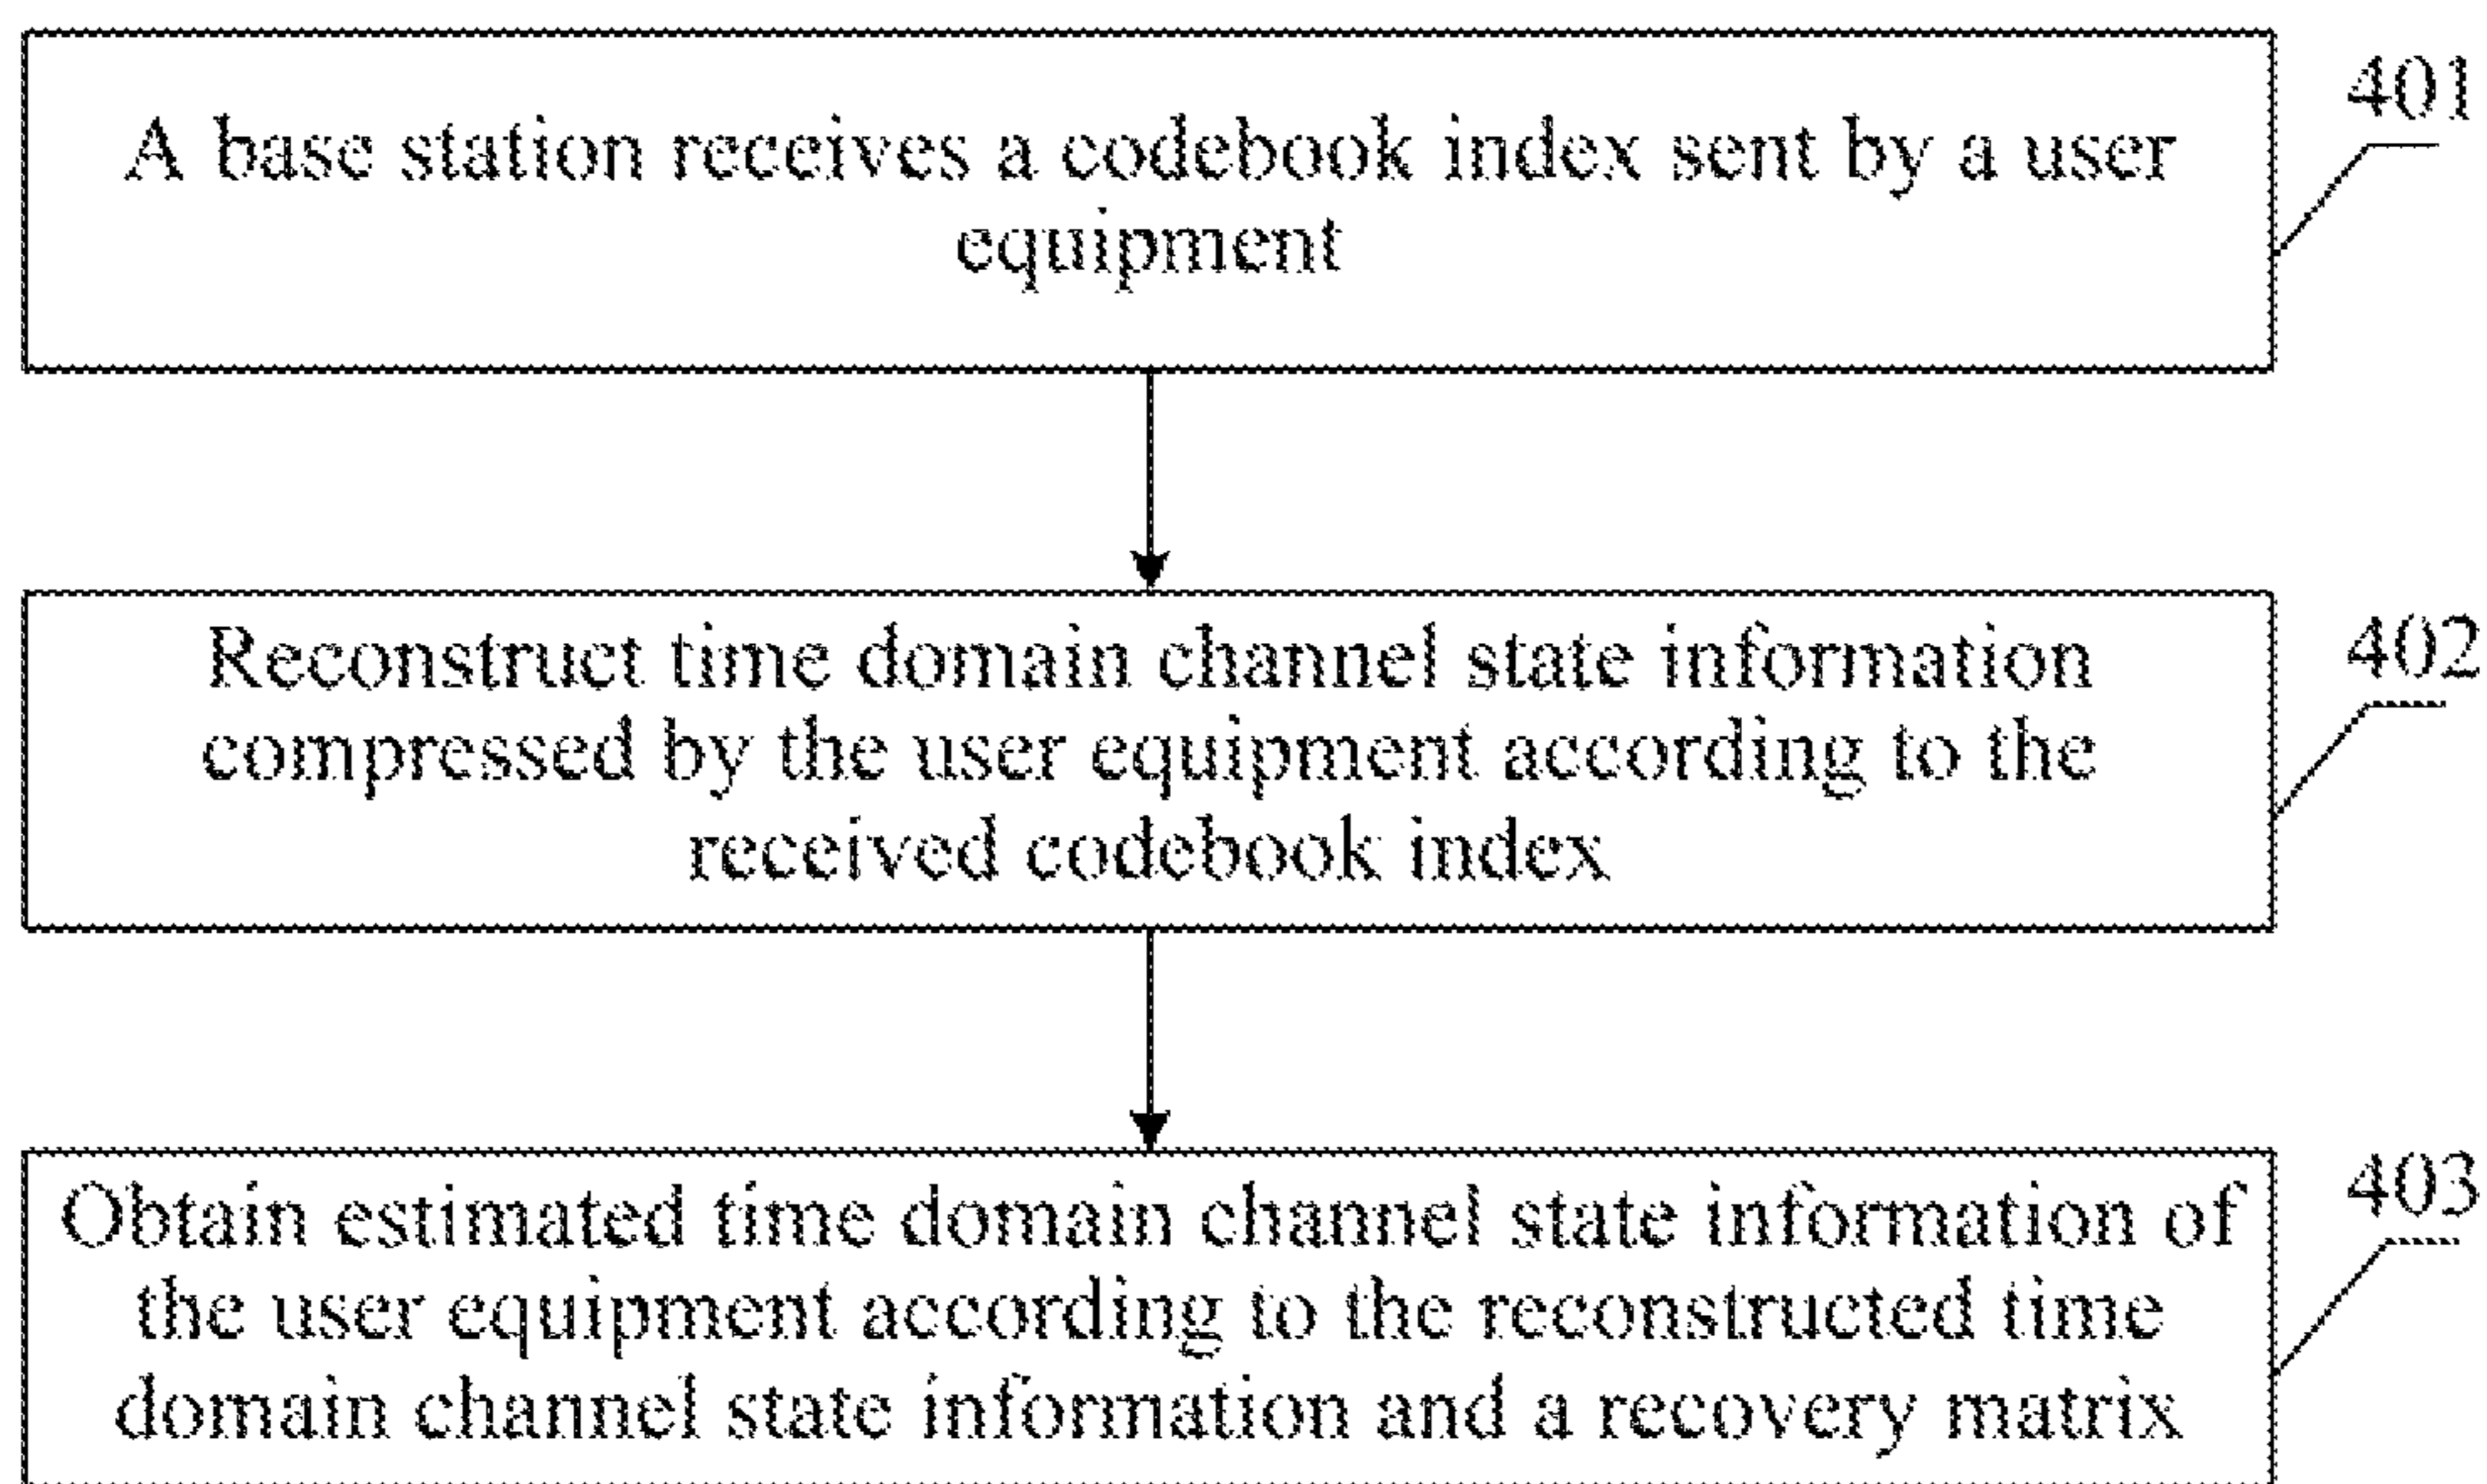 A base station receives a codebook index sent by a user
equipment
401
Reconstruct time domain channel state information
compressed by the user equipment according to the
received codebook index
402
Obtain estimated time domain channel state information of
the user equipment according to the reconstructed time
domain channel state information and a recovery matrix
403